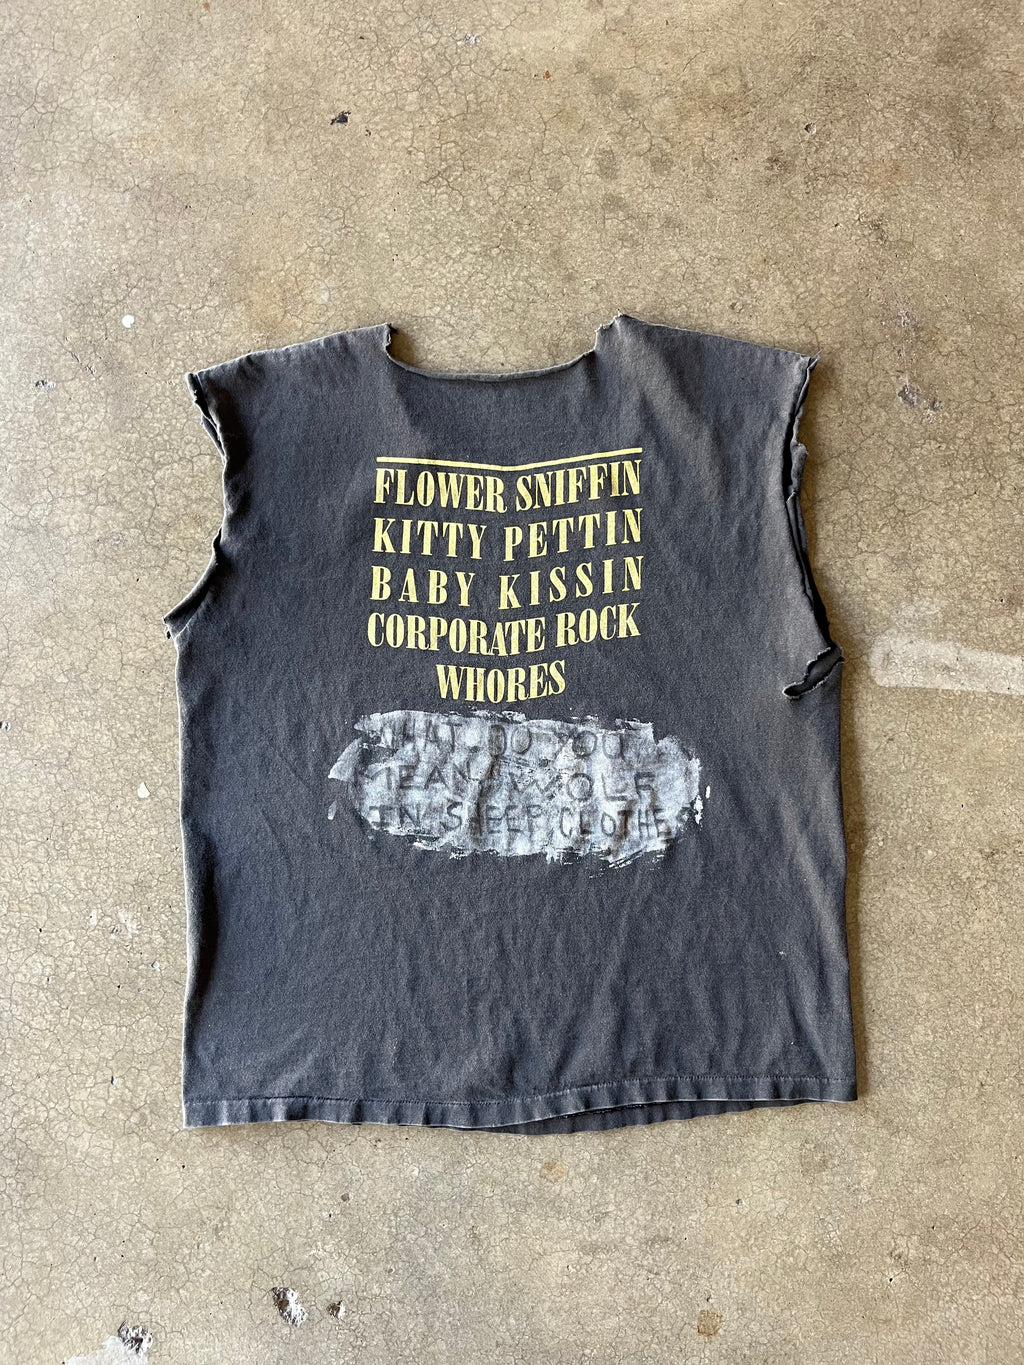 FLOWER SNIFFIN
KITTY PETTIN
BABY KISSIN
CORPORATE ROCK
WHORES
WHAT DO YOU
MEAN WOLF
IN SHEEP CLOTHES